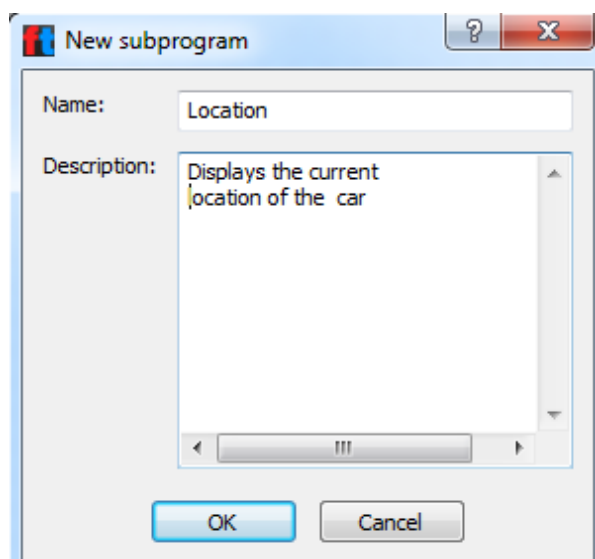 ft New subprogram
Name:
Location
Description:
Displays the current
location of the  car
OK
Cancel